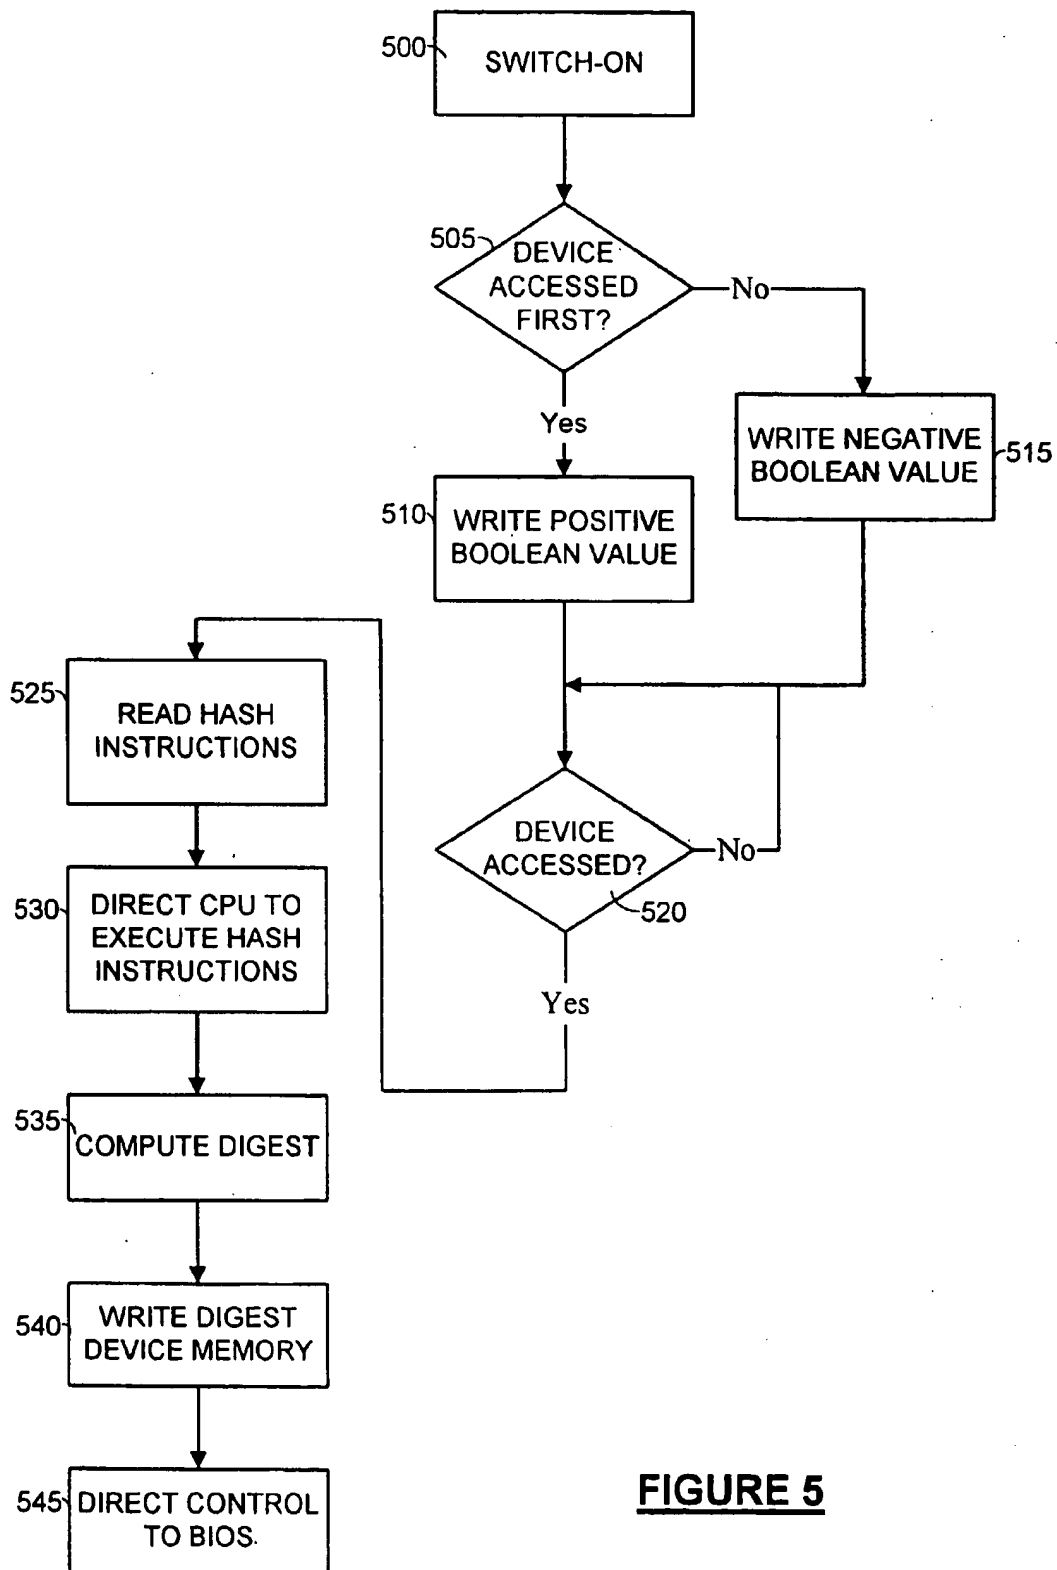 500
SWITCH-ON
505
DEVICE
ACCESSED
FIRST?
No
Yes
WRITE NEGATIVE
BOOLEAN VALUE
515
510
WRITE POSITIVE
BOOLEAN VALUE
525
READ HASH
INSTRUCTIONS
DEVICE
ACCESSED?
No
520
530
DIRECT CPU TO
EXECUTE HASH
INSTRUCTIONS
Yes
535
COMPUTE DIGEST
540
WRITE DIGEST
DEVICE MEMORY
545
DIRECT CONTROL
TO BIOS.
FIGURE 5